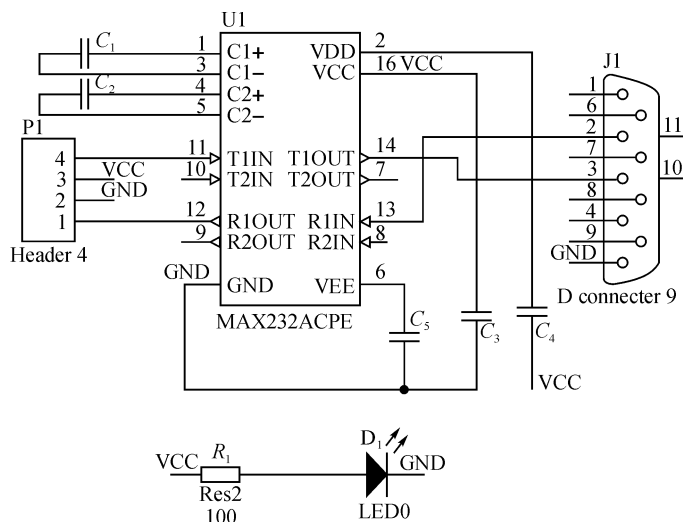 U1
C1
C2
1
3
4
5
C1+
C1−
C2+
C2−
VDD
VCC
2
16 VCC
J1
P1
4
3
2
1
VCC
GND
Header 4
11
10
12
9
T1IN
T2IN
R1OUT
R2OUT
T1OUT
T2OUT
R1IN
R2IN
14
7
13
8
GND
GND
VEE
6
MAX232ACPE
1
6
2
7
3
8
4
9
GND
11
10
D connecter 9
C5
C3
C4
VCC
VCC
R1
Res2
100
D1
GND
LED0